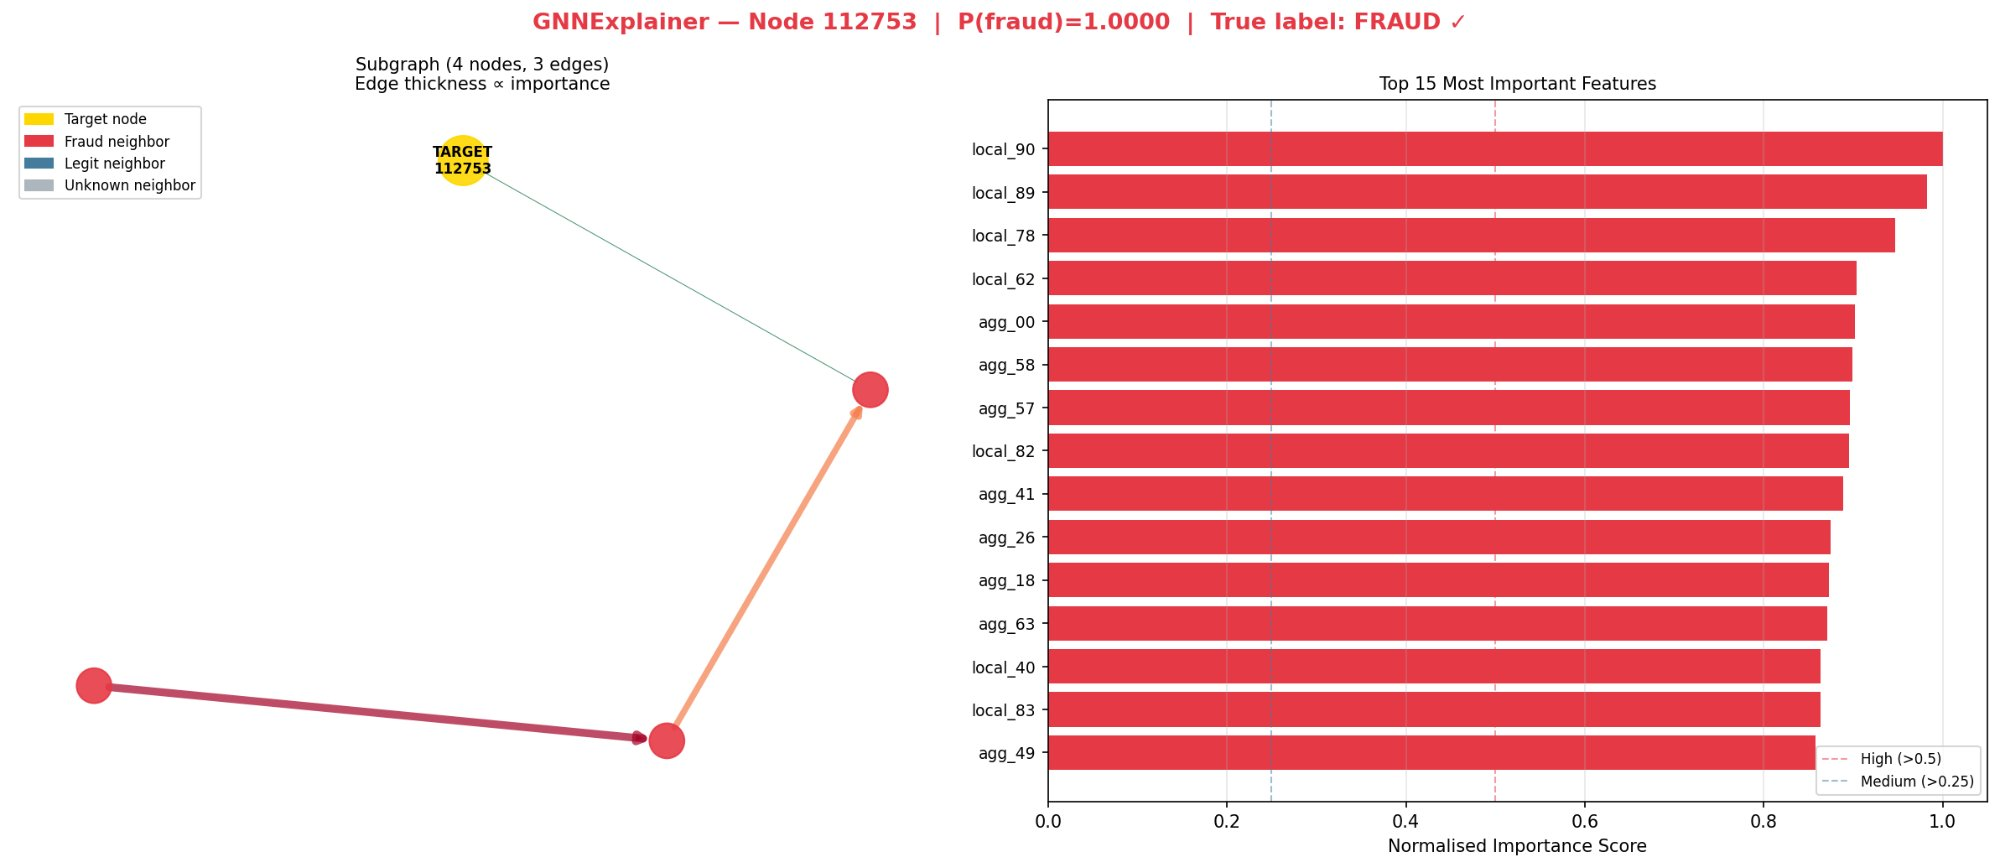 GNNExplainer — Node 112753 | P(fraud)=1.0000 | True label: FRAUD ✓
Subgraph (4 nodes, 3 edges)
Edge thickness ∝ importance
Target node
Fraud neighbor
Legit neighbor
Unknown neighbor
TARGET
112753
Top 15 Most Important Features
local_90
local_89
local_78
local_62
agg_00
agg_58
agg_57
local_82
agg_41
agg_26
agg_18
agg_63
local_40
local_83
agg_49
High (>0.5)
Medium (>0.25)
0.0 0.2 0.4 0.6 0.8 1.0
Normalised Importance Score